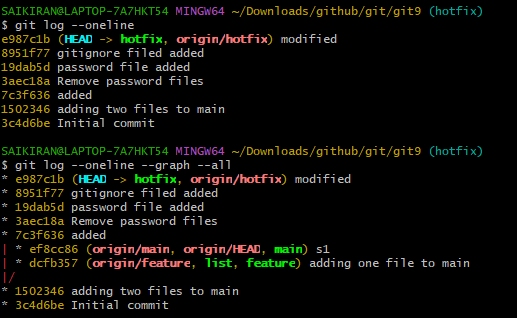 SAIKIRAN@LAPTOP-7A7HKT54 MINGW64 ~/Downloads/github/git/git9 (hotfix)
$ git log --oneline
e987c1b (HEAD -> hotfix, origin/hotfix) modified
8951f77 gitignore filed added
19dab5d password file added
3aec18a Remove password files
7c3f636 added
1502346 adding two files to main
3c4d6be Initial commit
SAIKIRAN@LAPTOP-7A7HKT54 MINGW64 ~/Downloads/github/git/git9 (hotfix)
$ git log --oneline --graph --all
* e987c1b (HEAD -> hotfix, origin/hotfix) modified
* 8951f77 gitignore filed added
* 19dab5d password file added
* 3aec18a Remove password files
* 7c3f636 added
| * ef8cc86 (origin/main, origin/HEAD, main) s1
| * dcfb357 (origin/feature, list, feature) adding one file to main
|/
* 1502346 adding two files to main
* 3c4d6be Initial commit